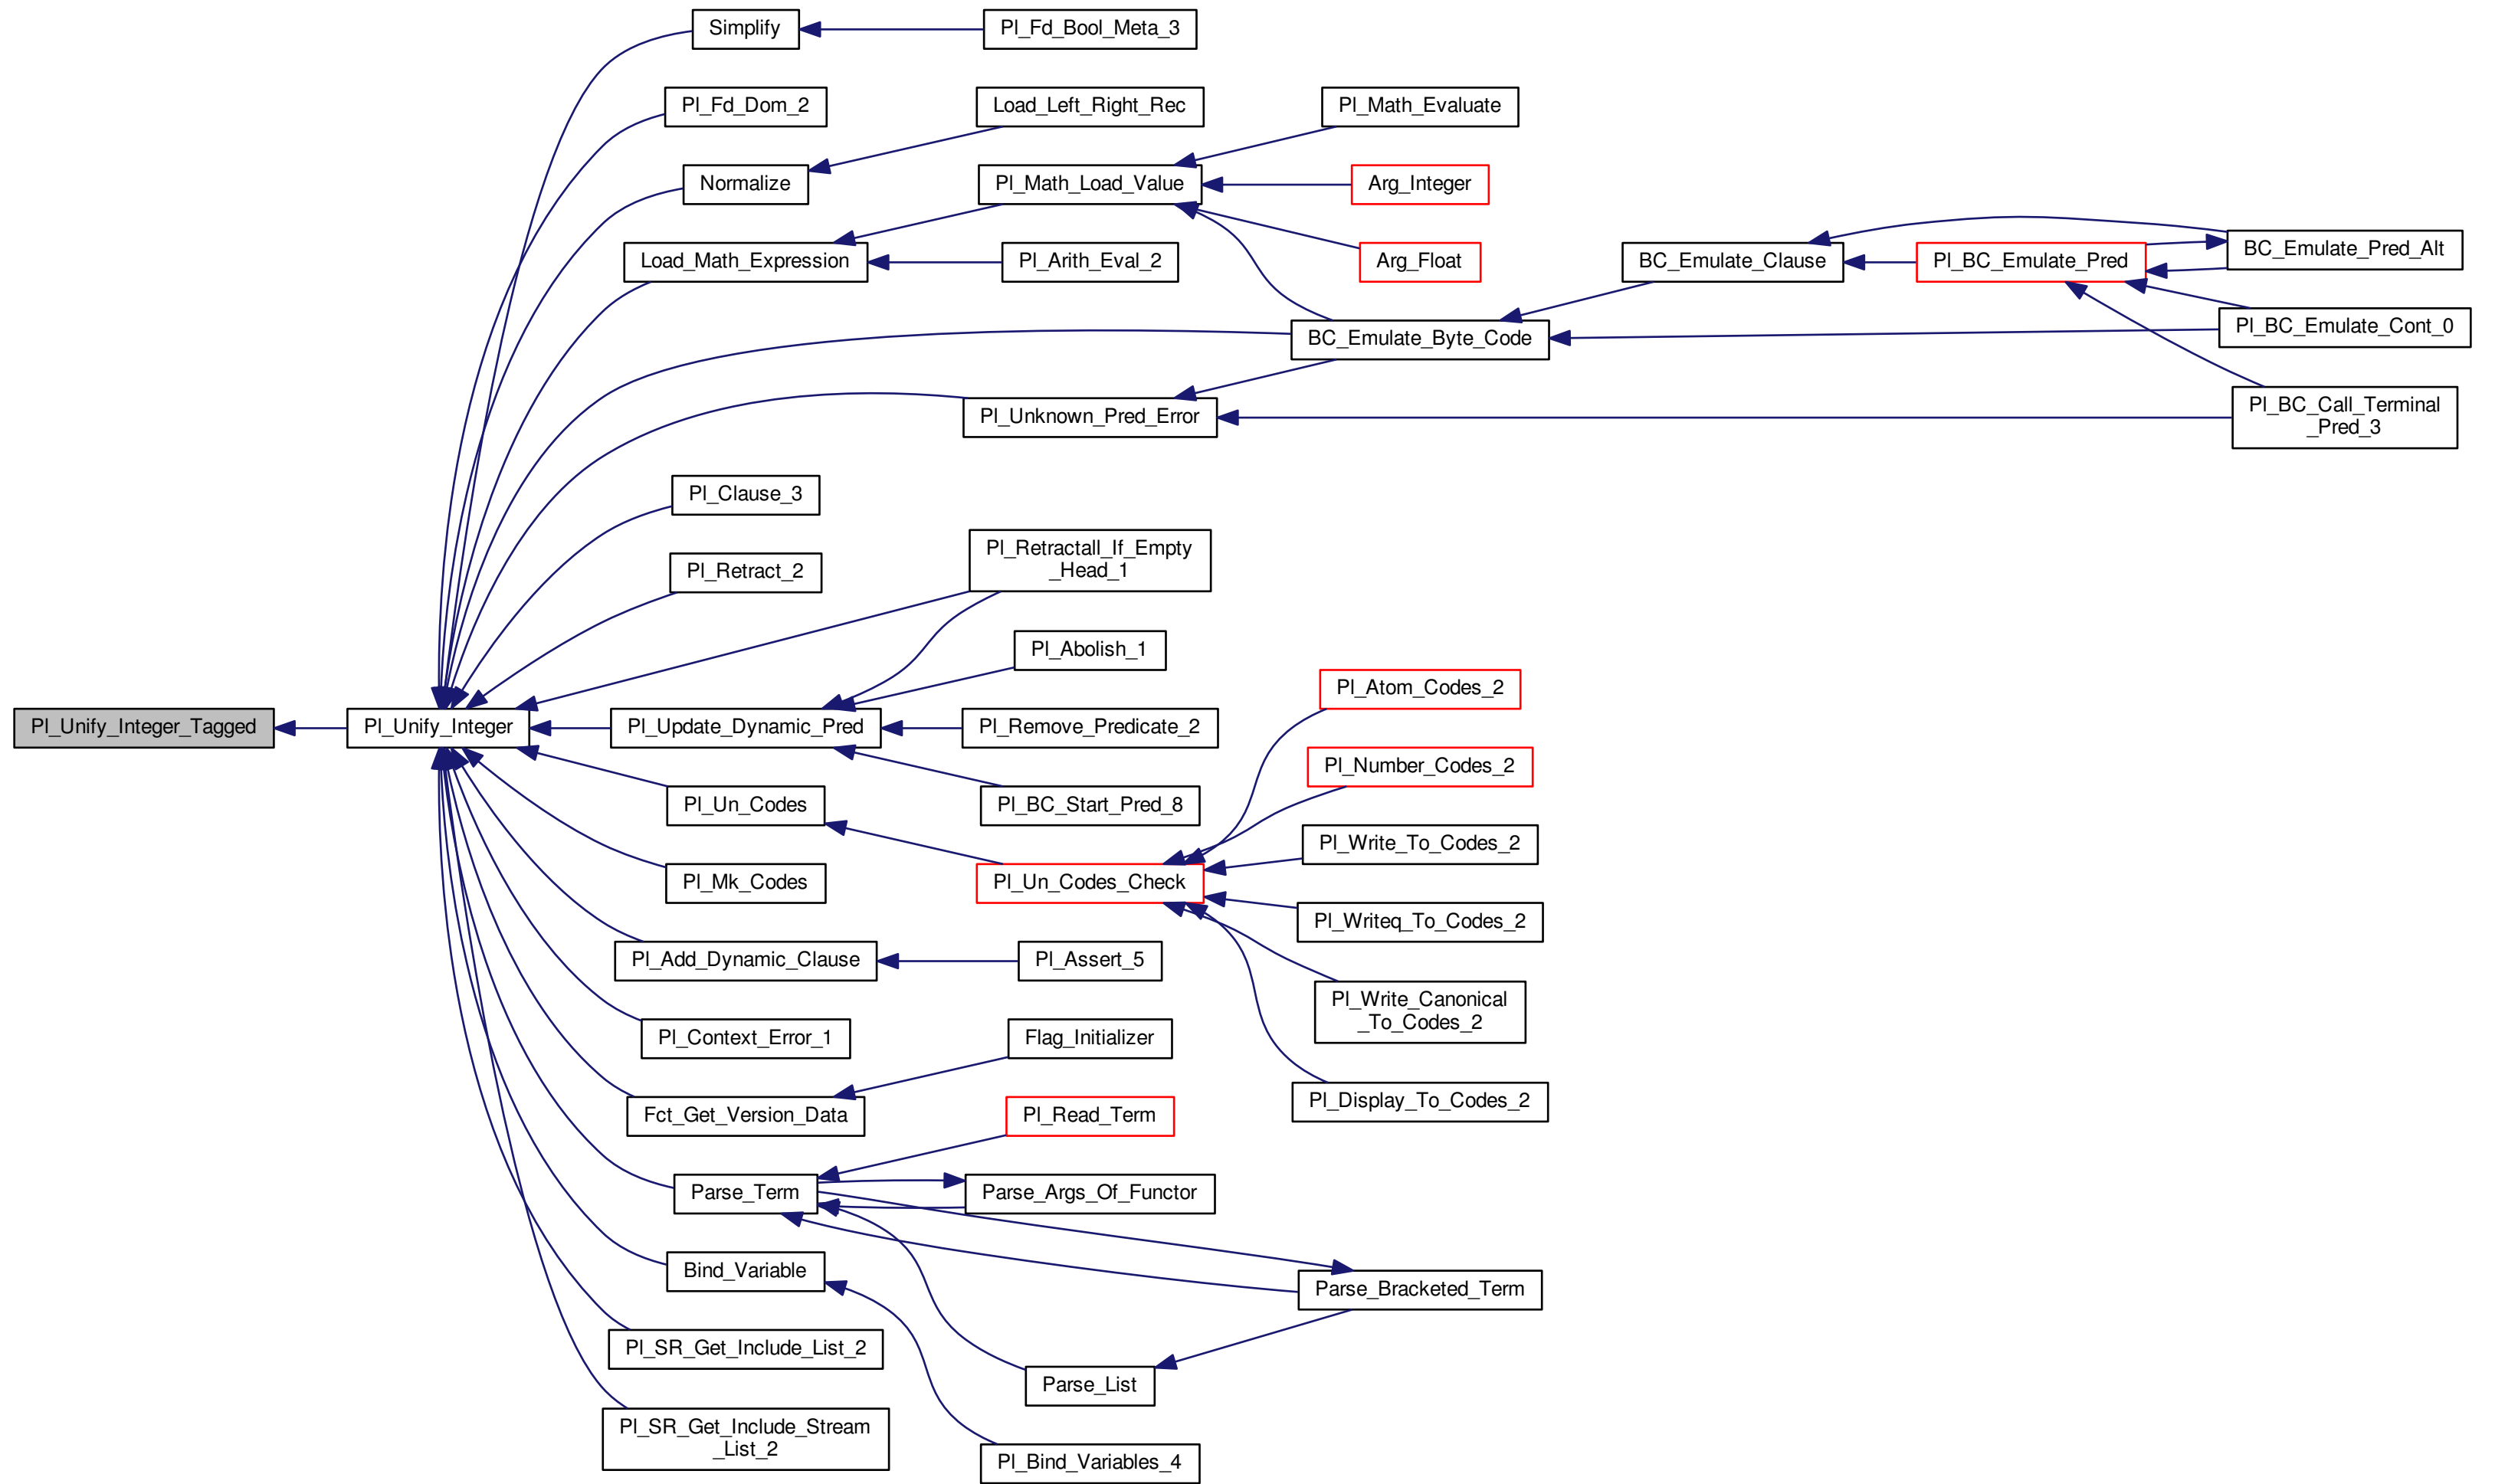 Simplify
Pl_Fd_Bool_Meta_3
Pl_Fd_Dom_2
Load_Left_Right_Rec
Pl_Math_Evaluate
Normalize
Pl_Math_Load_Value
Arg_Integer
Load_Math_Expression
Pl_Arith_Eval_2
Arg_Float
BC_Emulate_Clause
Pl_BC_Emulate_Pred
BC_Emulate_Pred_Alt
BC_Emulate_Byte_Code
Pl_BC_Emulate_Cont_0
Pl_Unknown_Pred_Error
Pl_BC_Call_Terminal
_Pred_3
Pl_Clause_3
Pl_Retractall_If_Empty
_Head_1
Pl_Retract_2
Pl_Abolish_1
Pl_Atom_Codes_2
Pl_Unify_Integer_Tagged
Pl_Unify_Integer
Pl_Update_Dynamic_Pred
Pl_Remove_Predicate_2
Pl_Number_Codes_2
Pl_Un_Codes
Pl_BC_Start_Pred_8
Pl_Write_To_Codes_2
Pl_Mk_Codes
Pl_Un_Codes_Check
Pl_Writeq_To_Codes_2
Pl_Add_Dynamic_Clause
Pl_Assert_5
Pl_Write_Canonical
_To_Codes_2
Pl_Context_Error_1
Flag_Initializer
Pl_Display_To_Codes_2
Fct_Get_Version_Data
Pl_Read_Term
Parse_Term
Parse_Args_Of_Functor
Bind_Variable
Parse_Bracketed_Term
Pl_SR_Get_Include_List_2
Parse_List
Pl_SR_Get_Include_Stream
_List_2
Pl_Bind_Variables_4